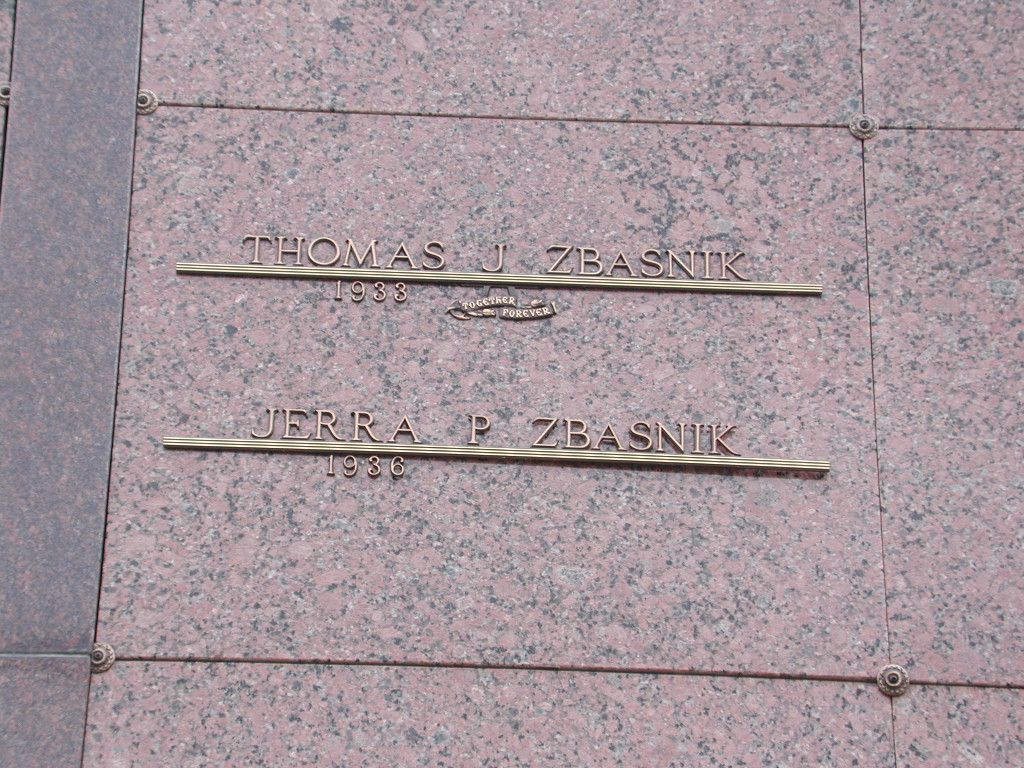 THOMAS J ZBASNIK
1933
TOGETHER
FOREVER
JERRA P ZBASNIK
1936